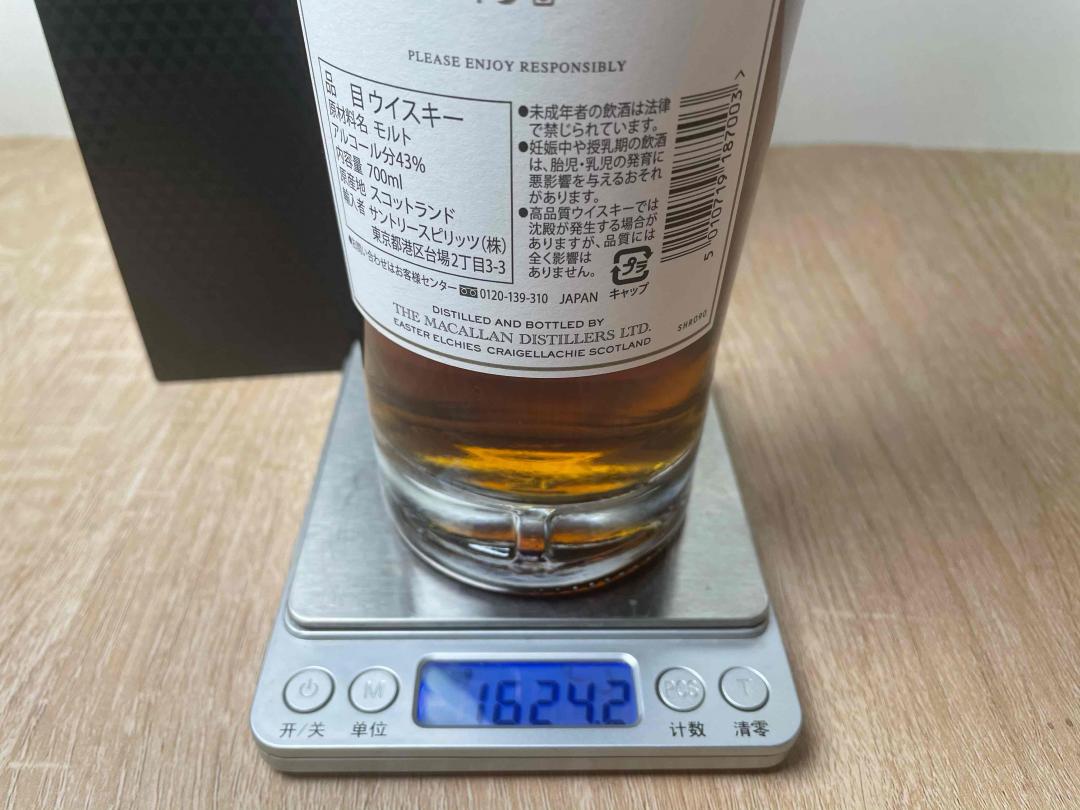 PLEASE ENJOY RESPONSIBLY
品 目 ウイスキー
原材料名 モルト
アルコール分43%
内容量 700ml
原産地 スコットランド
輸入者 サントリースピリッツ(株)
東京都港区台場2丁目3-3
●お問い合わせはお客様センター 0120-139-310 JAPAN
●未成年者の飲酒は法律
で禁じられています。
●妊娠中や授乳期の飲酒
は、胎児・乳児の発育に
悪影響を与えるおそれ
があります。
●高品質ウイスキーでは
沈殿が発生する場合が
ありますが、品質には
全く影響は
ありません。
プラ
キャップ
5 010719 187003 >
DISTILLED AND BOTTLED BY
THE MACALLAN DISTILLERS LTD.
EASTER ELCHIES CRAIGELLACHIE SCOTLAND
SHR090
1624.2
M
PCS
T
开/关
单位
计数
清零